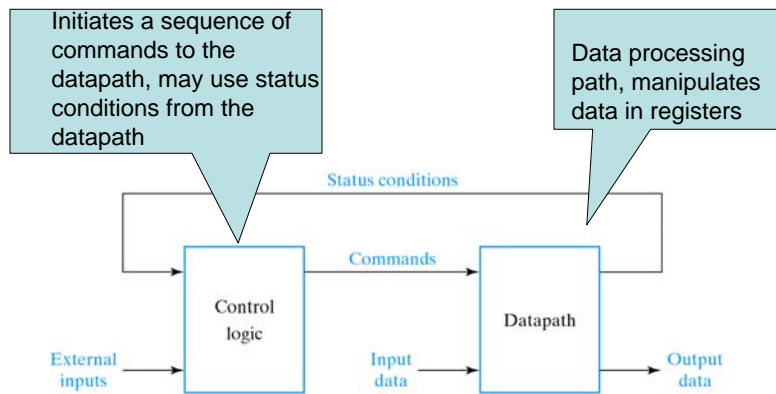 Initiates a sequence of
commands to the
datapath, may use status
conditions from the
datapath
Data processing
path, manipulates
data in registers
Status conditions
Commands
Control
logic
Datapath
External
inputs
Input
data
Output
data